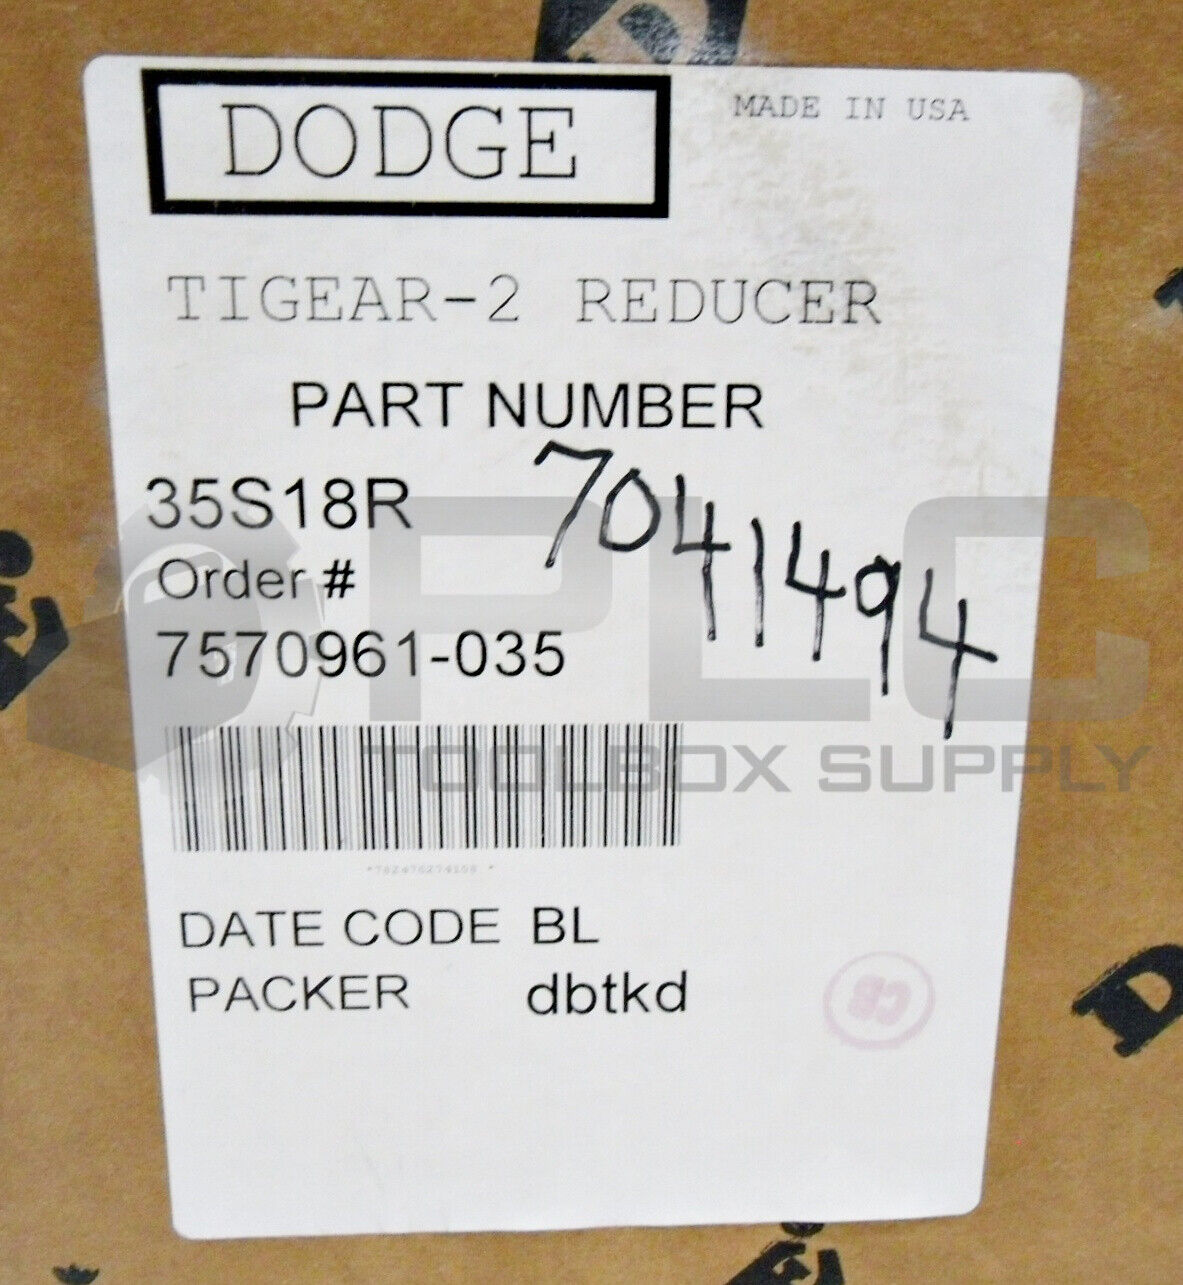 DODGE
MADE IN USA
TIGEAR-2 REDUCER
PART NUMBER
35S18R
7041494
Order #
7570961-035
PLC
TOOLBOX SUPPLY
DATE CODE BL
PACKER dbtkd
CB